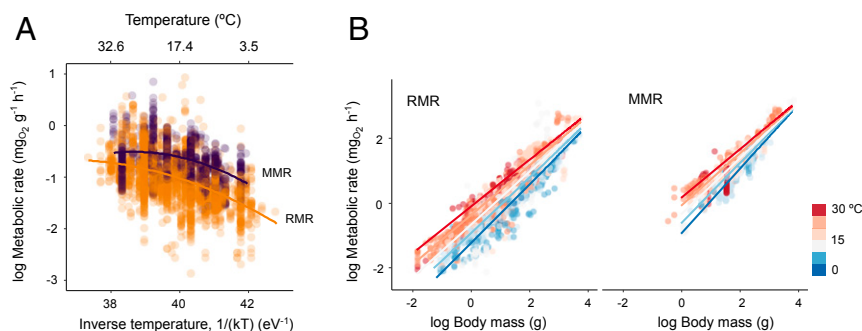 A
Temperature (ºC)
32.6 17.4 3.5
log Metabolic rate (mgO₂ g⁻¹ h⁻¹)
1
0
-1
-2
-3
MMR
RMR
38 40 42
Inverse temperature, 1/(kT) (eV⁻¹)
B
log Metabolic rate (mgO₂ h⁻¹)
RMR
MMR
2
0
-2
-2 0 2 4
-2 0 2 4
log Body mass (g)
log Body mass (g)
30 ºC
15
0